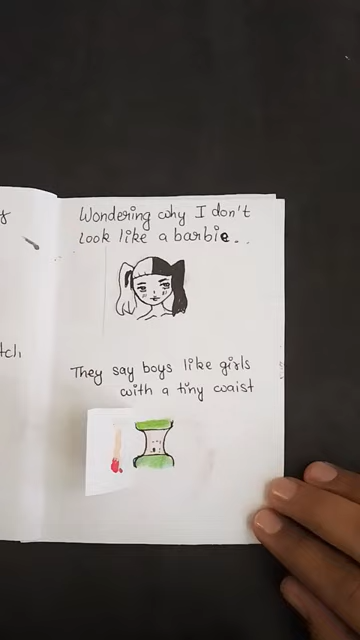 Wondering why I don't
look like a barbie...
They say boys like girls
with a tiny waist